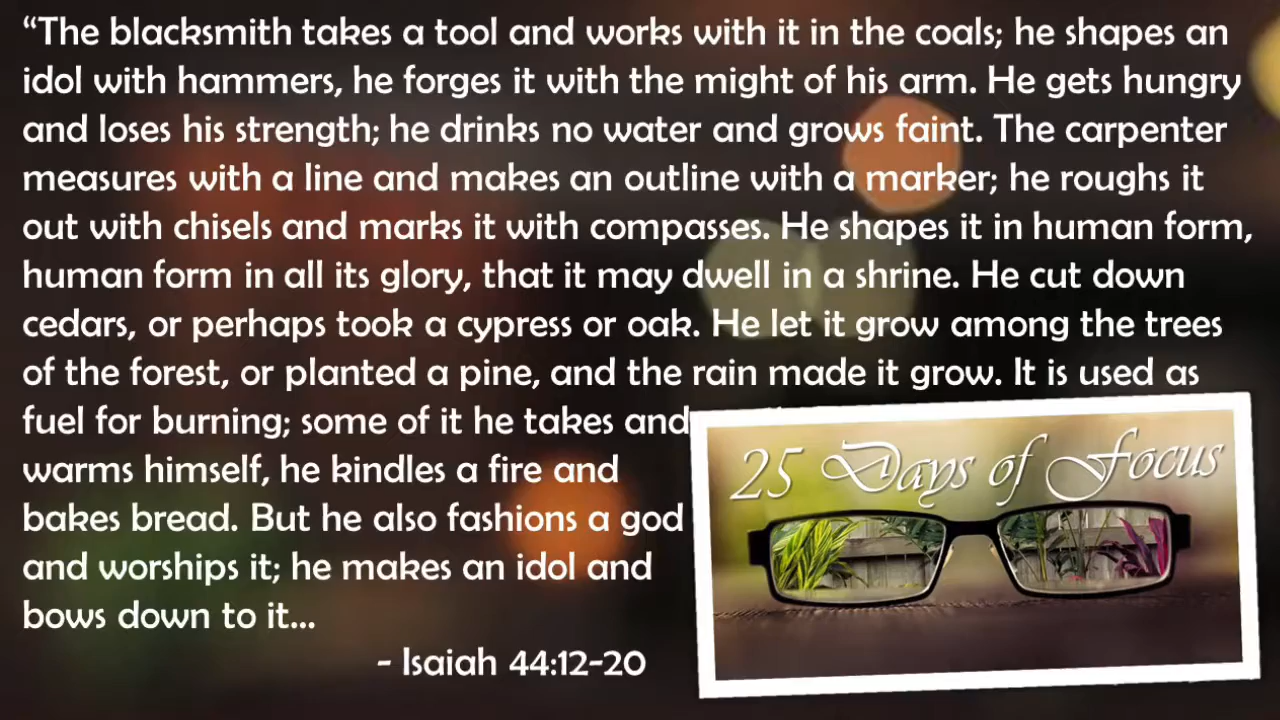 “The blacksmith takes a tool and works with it in the coals; he shapes an
idol with hammers, he forges it with the might of his arm. He gets hungry
and loses his strength; he drinks no water and grows faint. The carpenter
measures with a line and makes an outline with a marker; he roughs it
out with chisels and marks it with compasses. He shapes it in human form,
human form in all its glory, that it may dwell in a shrine. He cut down
cedars, or perhaps took a cypress or oak. He let it grow among the trees
of the forest, or planted a pine, and the rain made it grow. It is used as
fuel for burning; some of it he takes and
warms himself, he kindles a fire and
bakes bread. But he also fashions a god
and worships it; he makes an idol and
bows down to it...
- Isaiah 44:12-20
25 Days of Focus